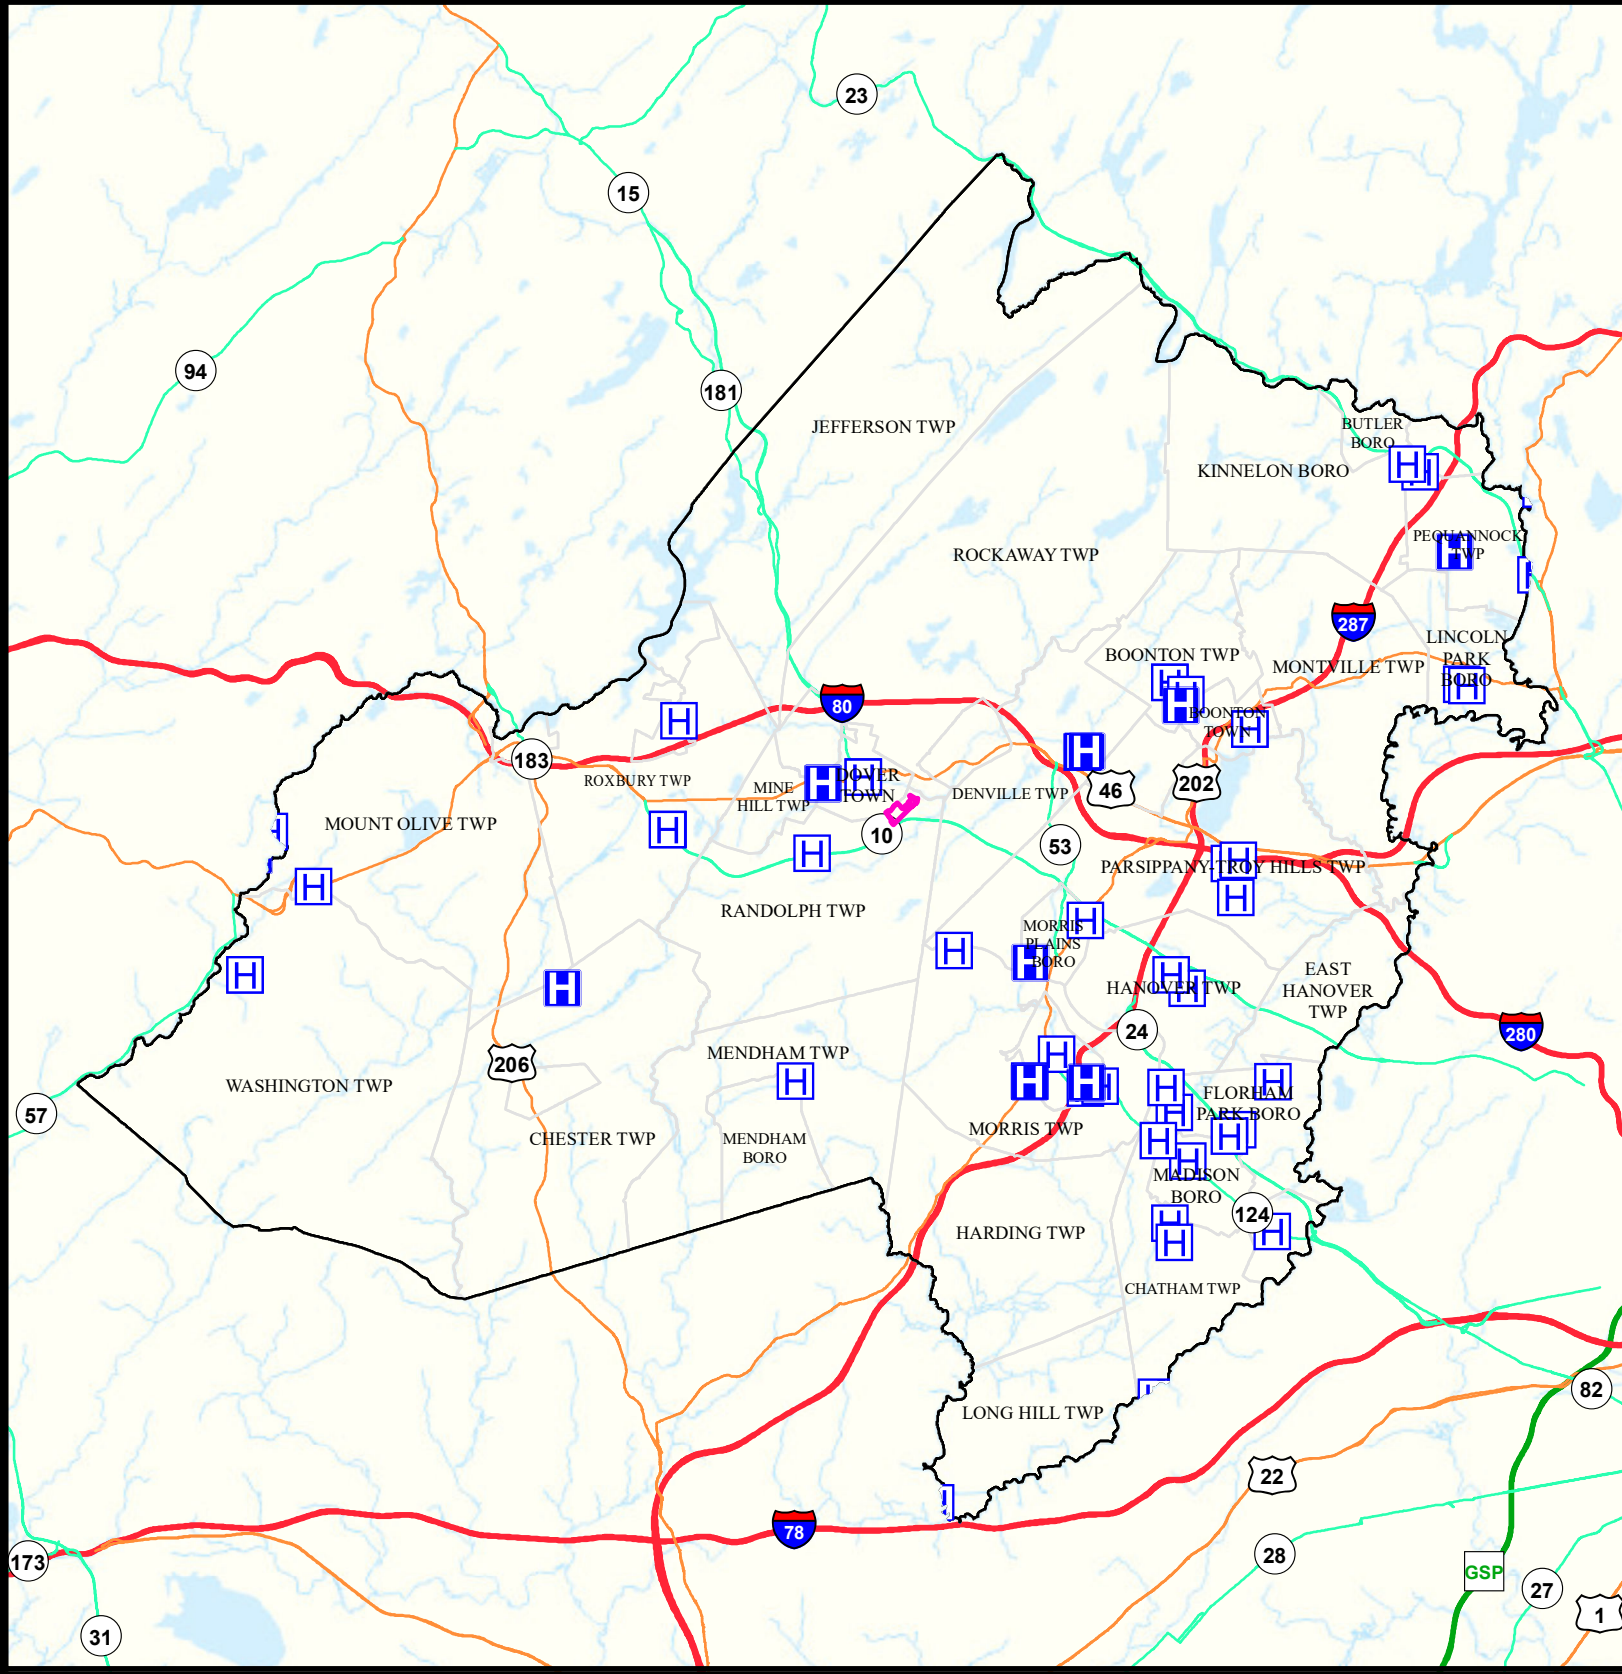 23
15
94
181
JEFFERSON TWP
BUTLER
BORO
KINNELON BORO
H
H
ROCKAWAY TWP
PEQUANNOCK
TWP
H
287
LINCOLN
PARK
BORO
H
BOONTON TWP
MONTVILLE TWP
H
H
H
BOONTON
TOWN
H
80
H
183
ROXBURY TWP
MINE
HILL TWP
H
H
DOVER
TOWN
DENVILLE TWP
H
46
202
MOUNT OLIVE TWP
H
H
10
53
PARSIPPANY-TROY HILLS TWP
H
H
H
RANDOLPH TWP
H
H
MORRIS
PLAINS
BORO
H
H
H
HANOVER TWP
H
H
EAST
HANOVER
TWP
24
280
206
WASHINGTON TWP
57
MENDHAM TWP
H
H
H
H
H
H
H
FLORHAM
PARK BORO
H
H
H
CHESTER TWP
MENDHAM
BORO
MORRIS TWP
H
MADISON
BORO
124
HARDING TWP
H
H
H
CHATHAM TWP
LONG HILL TWP
82
22
78
28
173
GSP
27
1
31